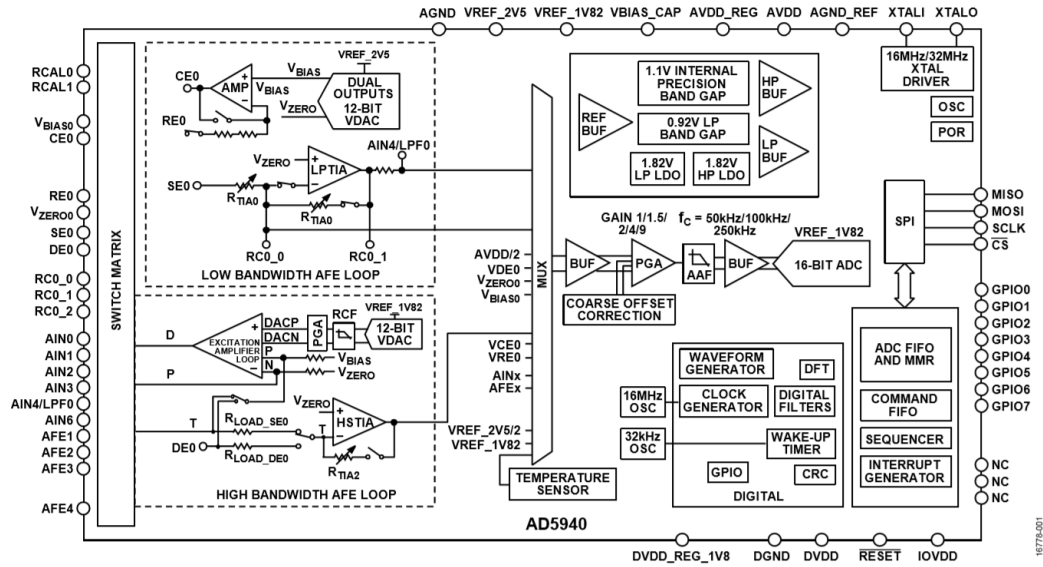 AGND VREF_2V5 VREF_1V82 VBIAS_CAP AVDD_REG AVDD AGND_REF XTALI XTALO
RCAL0
RCAL1
VBIAS0
CE0
RE0
VZERO0
SE0
DE0
RC0_0
RC0_1
RC0_2
AIN0
AIN1
AIN2
AIN3
AIN4/LPF0
AIN6
AFE1
AFE2
AFE3
AFE4
SWITCH MATRIX
VREF_2V5
CE0
AMP
+
VBIAS
VBIAS
–
VZERO
DUAL
OUTPUTS
12-BIT
VDAC
RE0
AIN4/LPF0
VZERO
+
LPTIA
–
SE0
RTIA0
RTIA0
RC0_0
RC0_1
LOW BANDWIDTH AFE LOOP
VREF_1V82
RCF
DACP
DACN
PGA
12-BIT
VDAC
D
EXCITATION
AMPLIFIER
LOOP
+
–
P
N
+
–
VBIAS
VZERO
P
VZERO
+
HSTIA
–
T
RLOAD_SE0
T
DE0
RLOAD_DE0
RTIA2
HIGH BANDWIDTH AFE LOOP
MUX
AVDD/2
VDE0
VZERO0
VBIAS0
VCE0
VRE0
AINx
AFEx
VREF_2V5/2
VREF_1V82
TEMPERATURE
SENSOR
REF
BUF
1.1V INTERNAL
PRECISION
BAND GAP
0.92V LP
BAND GAP
1.82V
LP LDO
1.82V
HP LDO
HP
BUF
LP
BUF
GAIN 1/1.5/
2/4/9
fC = 50kHz/100kHz/
250kHz
VREF_1V82
BUF
PGA
AAF
BUF
16-BIT ADC
COARSE OFFSET
CORRECTION
16MHz
OSC
32kHz
OSC
WAVEFORM
GENERATOR
DFT
CLOCK
GENERATOR
DIGITAL
FILTERS
WAKE-UP
TIMER
GPIO
CRC
DIGITAL
16MHz/32MHz
XTAL
DRIVER
OSC
POR
SPI
ADC FIFO
AND MMR
COMMAND
FIFO
SEQUENCER
INTERRUPT
GENERATOR
MISO
MOSI
SCLK
CS
GPIO0
GPIO1
GPIO2
GPIO3
GPIO4
GPIO5
GPIO6
GPIO7
NC
NC
NC
AD5940
DVDD_REG_1V8 DGND DVDD RESET IOVDD
16778-001